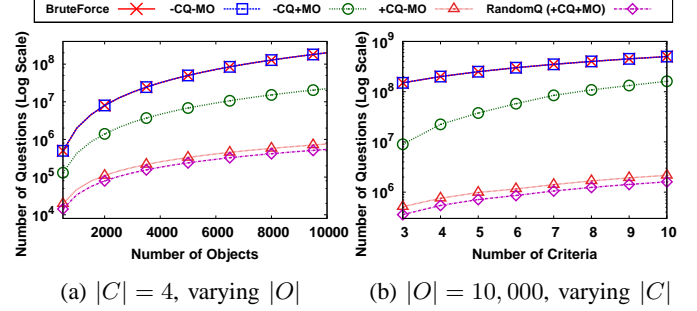 BruteForce -CQ-MO -CQ+MO +CQ-MO RandomQ (+CQ+MO)
Number of Questions (Log Scale)
10^8
10^7
10^6
10^5
10^4
2000 4000 6000 8000 10000
Number of Objects
(a) |C| = 4, varying |O|
Number of Questions (Log Scale)
10^9
10^8
10^7
10^6
3 4 5 6 7 8 9 10
Number of Criteria
(b) |O| = 10, 000, varying |C|